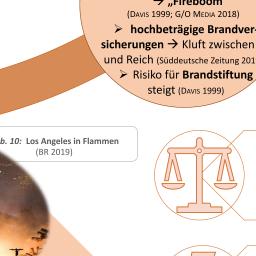 → „Fireboom"
(DAVIS 1999; G/O MEDIA 2018)
➢ hochbeträgige Brandver-
sicherungen → Kluft zwischen
und Reich (Süddeutsche Zeitung 201
➢ Risiko für Brandstiftung
steigt (DAVIS 1999)
b. 10: Los Angeles in Flammen
(BR 2019)